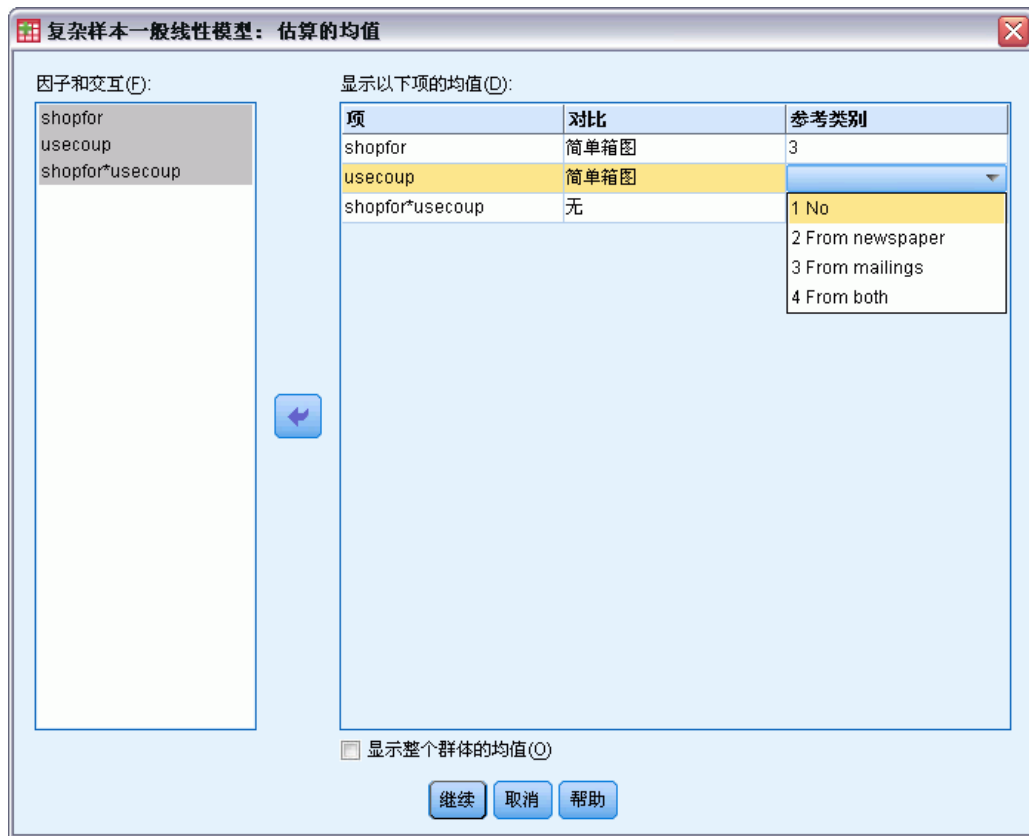 复杂样本一般线性模型: 估算的均值
因子和交互(F):
shopfor
usecoup
shopfor*usecoup
显示以下项的均值(D):
项 对比 参考类别
shopfor 简单箱图 3
usecoup 简单箱图
shopfor*usecoup 无
1 No
2 From newspaper
3 From mailings
4 From both
显示整个群体的均值(O)
继续 取消 帮助